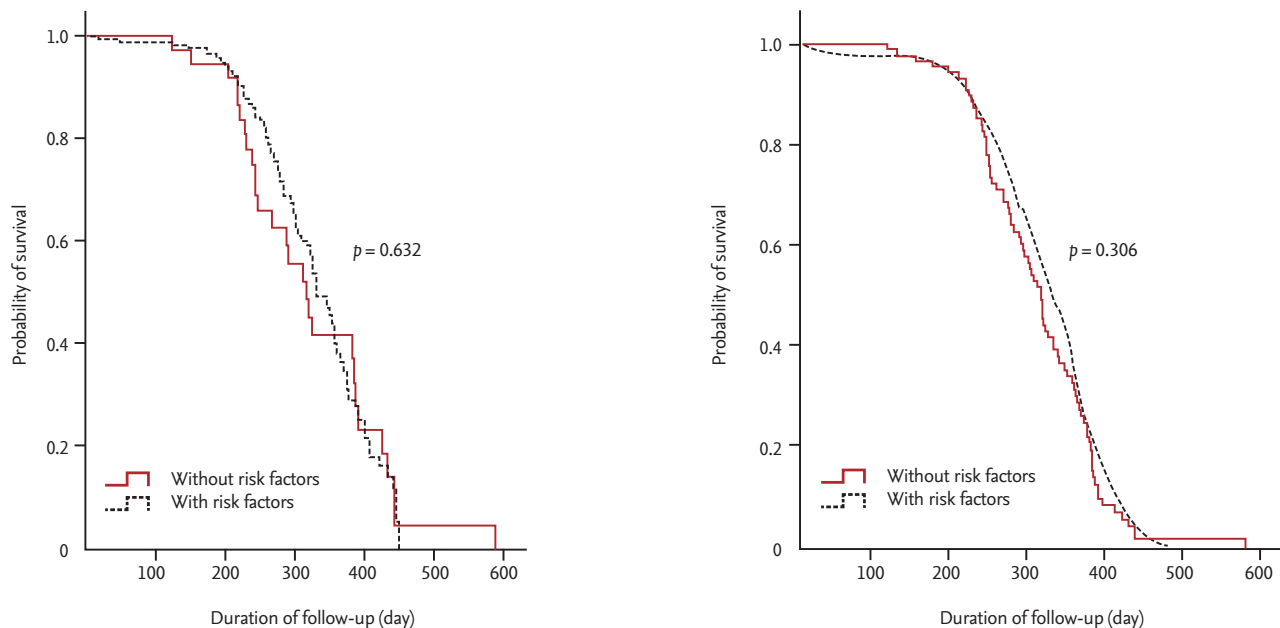 Probability of survival
1.0
0.8
0.6
0.4
0.2
0
p = 0.632
Without risk factors
With risk factors
100 200 300 400 500 600
Duration of follow-up (day)
Probability of survival
1.0
0.8
0.6
0.4
0.2
0
p = 0.306
Without risk factors
With risk factors
100 200 300 400 500 600
Duration of follow-up (day)